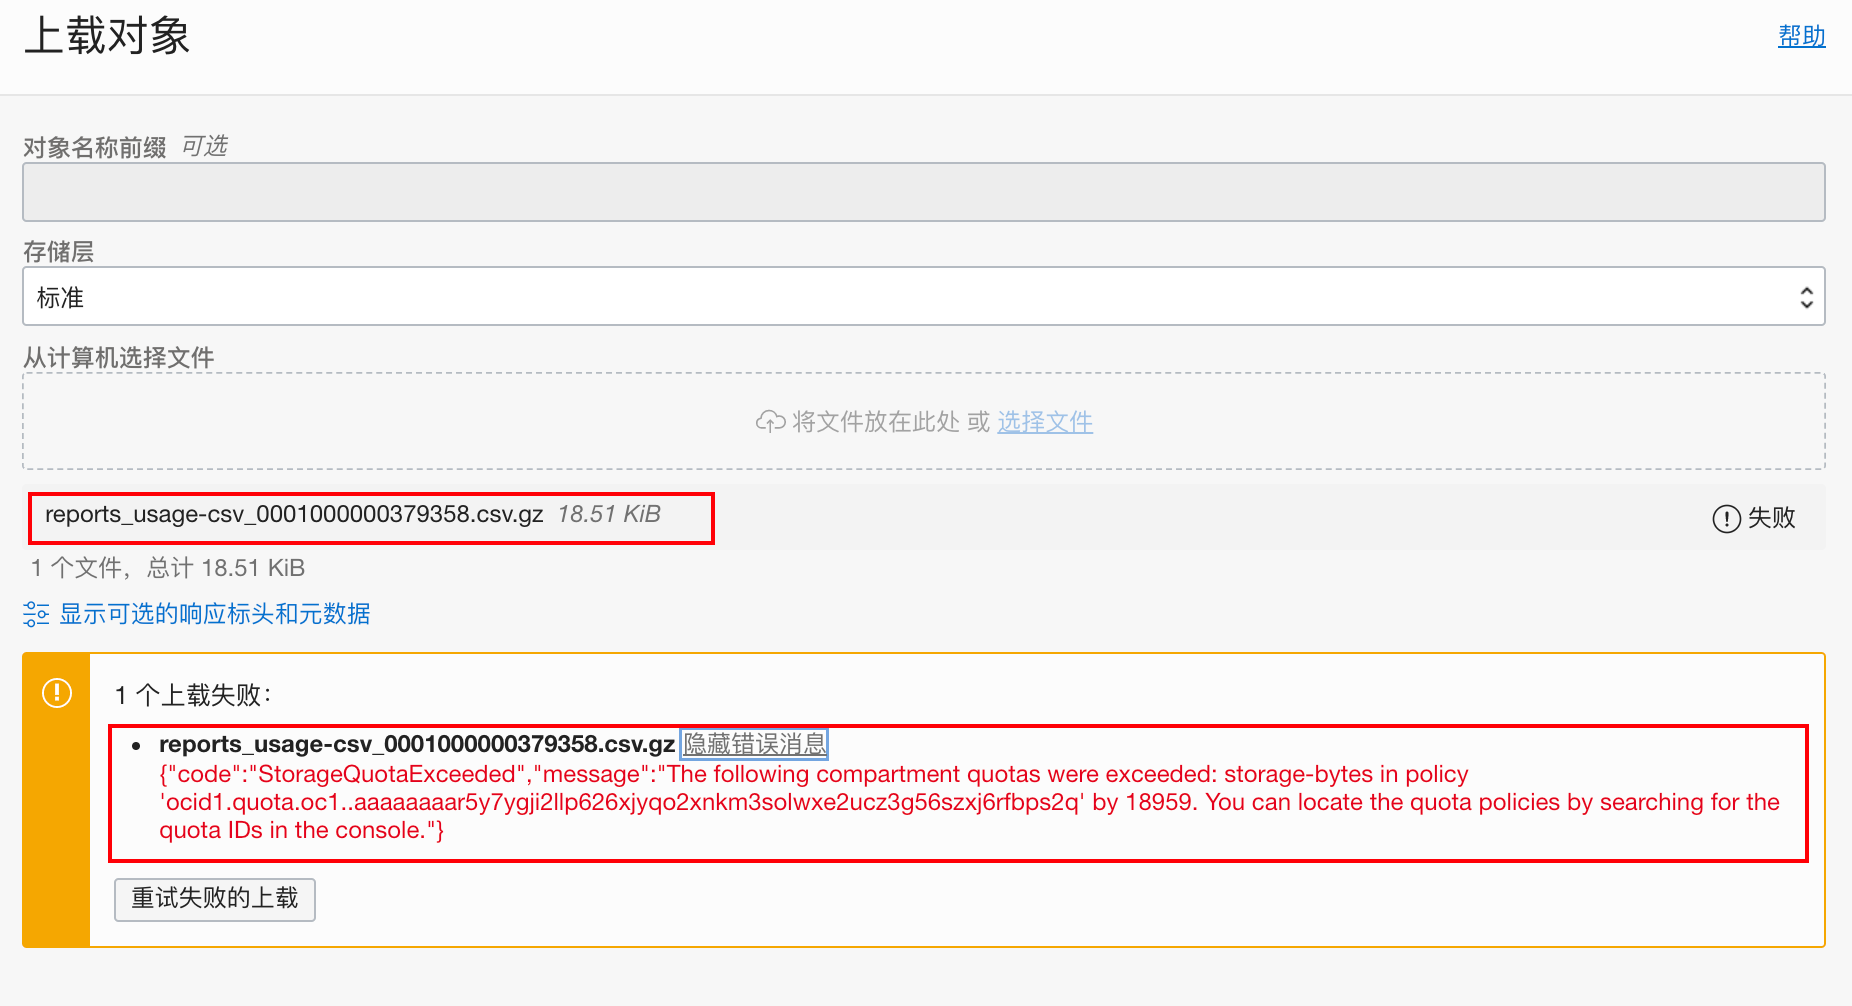 上载对象
帮助
对象名称前缀 可选
存储层
标准
从计算机选择文件
将文件放在此处 或 选择文件
reports_usage-csv_0001000000379358.csv.gz 18.51 KiB
失败
1 个文件，总计 18.51 KiB
显示可选的响应标头和元数据
1 个上载失败：
• reports_usage-csv_0001000000379358.csv.gz 隐藏错误消息
{"code":"StorageQuotaExceeded","message":"The following compartment quotas were exceeded: storage-bytes in policy
'ocid1.quota.oc1..aaaaaaaar5y7ygji2llp626xjyqo2xnkm3solwxe2ucz3g56szxj6rfbps2q' by 18959. You can locate the quota policies by searching for the
quota IDs in the console."}
重试失败的上载